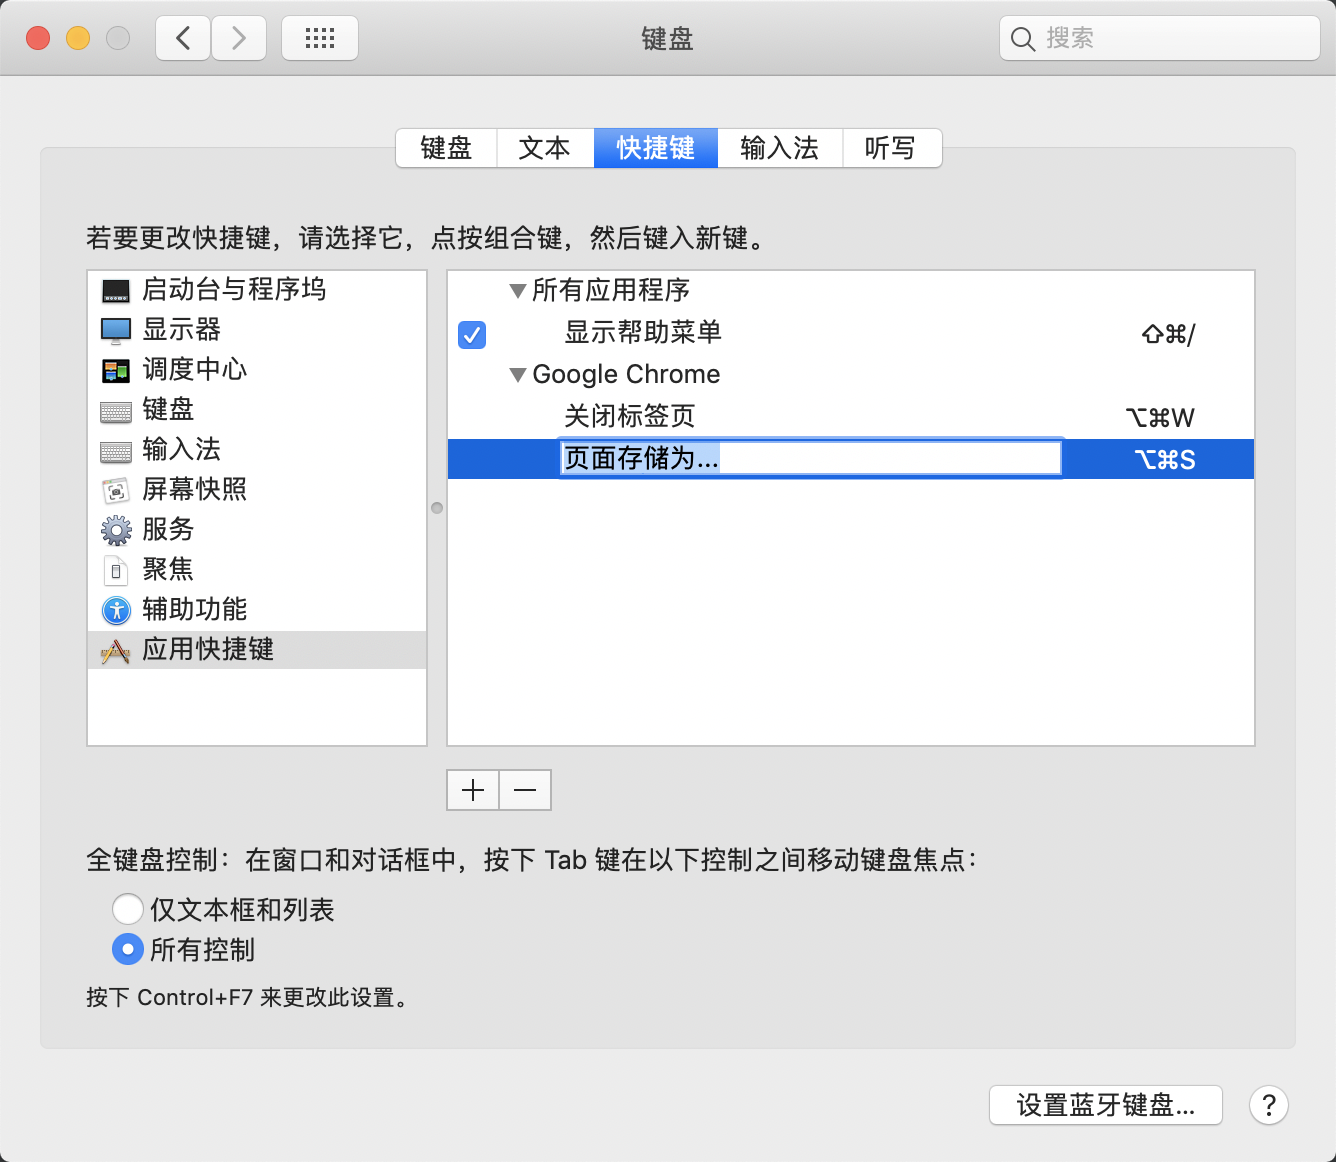 键盘
搜索
键盘
文本
快捷键
输入法
听写
若要更改快捷键，请选择它，点按组合键，然后键入新键。
启动台与程序坞
显示器
调度中心
键盘
输入法
屏幕快照
服务
聚焦
辅助功能
应用快捷键
所有应用程序
显示帮助菜单 ⇧⌘/
Google Chrome
关闭标签页 ⌥⌘W
页面存储为... ⌥⌘S
全键盘控制：在窗口和对话框中，按下 Tab 键在以下控制之间移动键盘焦点：
仅文本框和列表
所有控制
按下 Control+F7 来更改此设置。
设置蓝牙键盘...
?